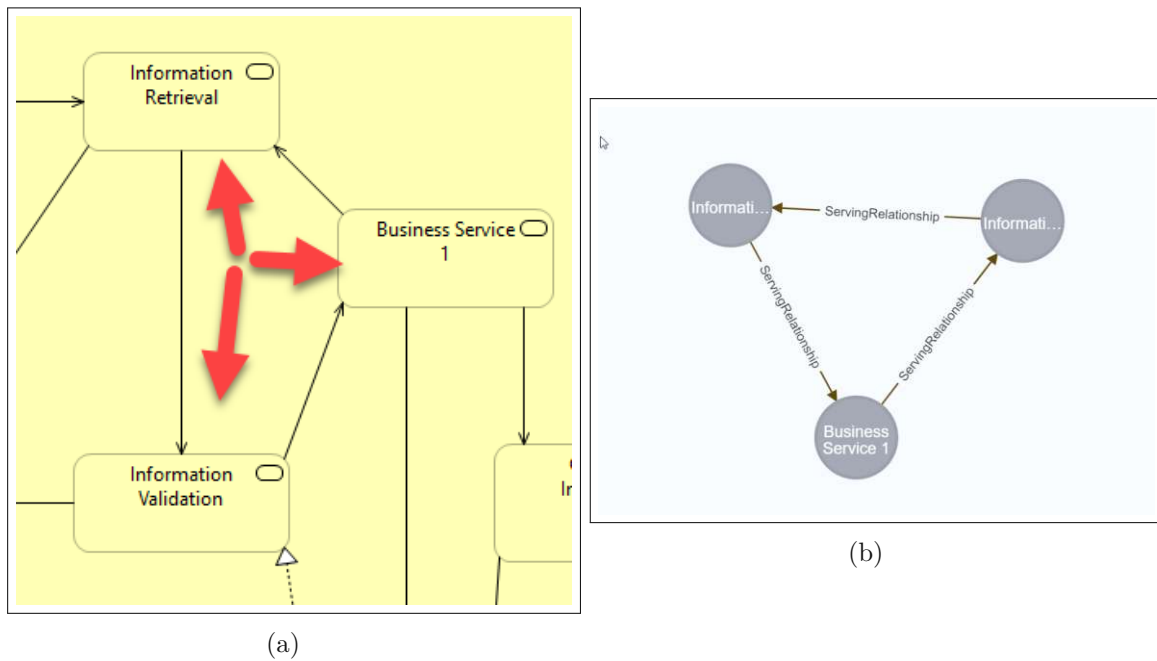 Information
Retrieval
Business Service
1
Information
Validation
(a)
Informati...
ServingRelationship
Informati...
ServingRelationship
ServingRelationship
Business
Service 1
(b)